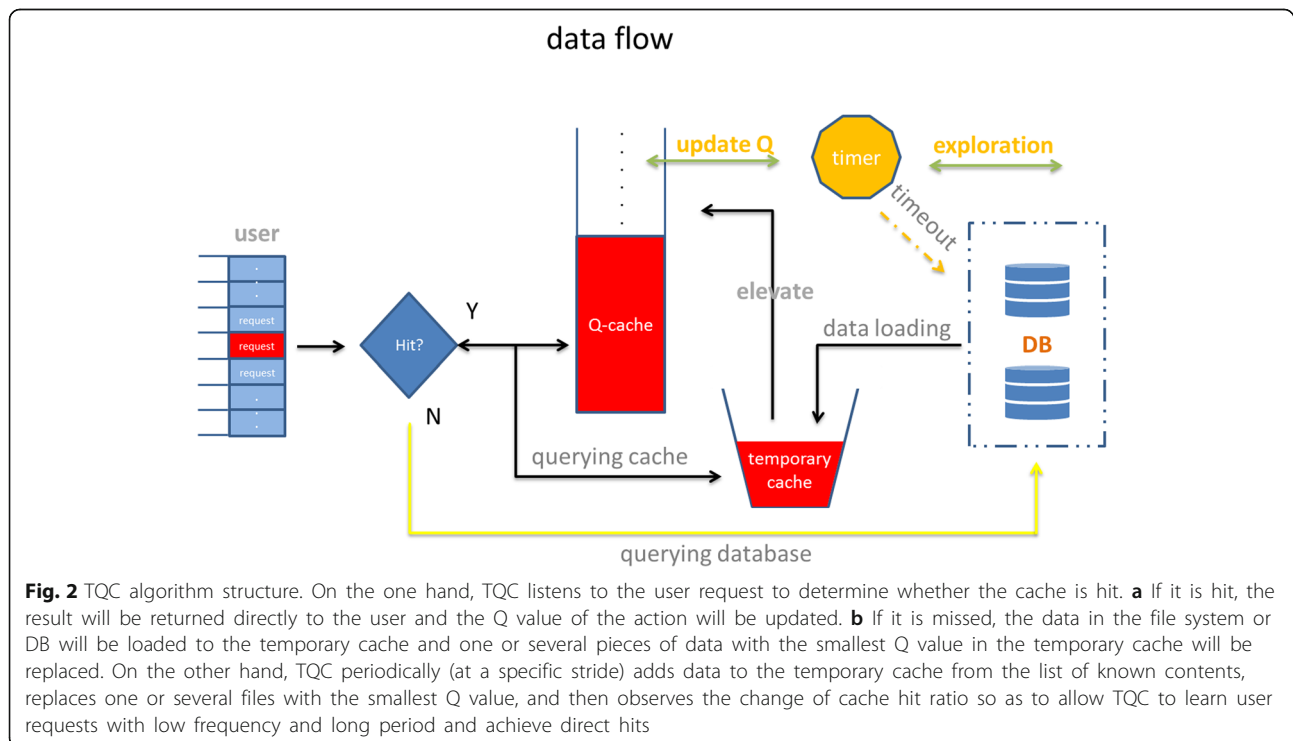 data flow
update Q
timer
exploration
timeout
user
request
request
request
Hit?
Y
N
Q-cache
elevate
data loading
DB
querying cache
temporary
cache
querying database
Fig. 2 TQC algorithm structure. On the one hand, TQC listens to the user request to determine whether the cache is hit. a If it is hit, the
result will be returned directly to the user and the Q value of the action will be updated. b If it is missed, the data in the file system or
DB will be loaded to the temporary cache and one or several pieces of data with the smallest Q value in the temporary cache will be
replaced. On the other hand, TQC periodically (at a specific stride) adds data to the temporary cache from the list of known contents,
replaces one or several files with the smallest Q value, and then observes the change of cache hit ratio so as to allow TQC to learn user
requests with low frequency and long period and achieve direct hits